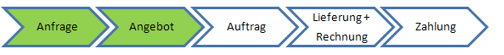 Anfrage
Angebot
Auftrag
Lieferung +
Rechnung
Zahlung